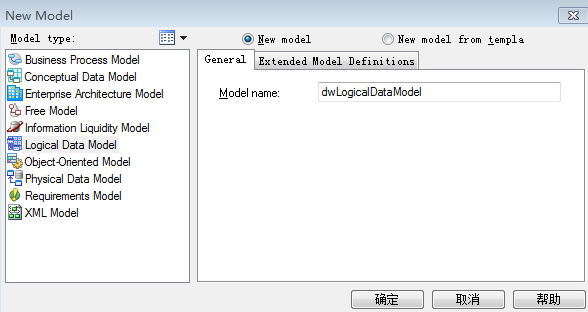 New Model
Model type:
New model
New model from templa
Business Process Model
Conceptual Data Model
Enterprise Architecture Model
Free Model
Information Liquidity Model
Logical Data Model
Object-Oriented Model
Physical Data Model
Requirements Model
XML Model
General
Extended Model Definitions
Model name:
dwLogicalDataModel
确定
取消
帮助